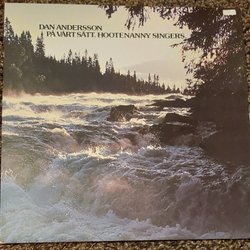 DAN ANDERSSON
PÅ VÅRT SÄTT. HOOTENANNY SINGERS